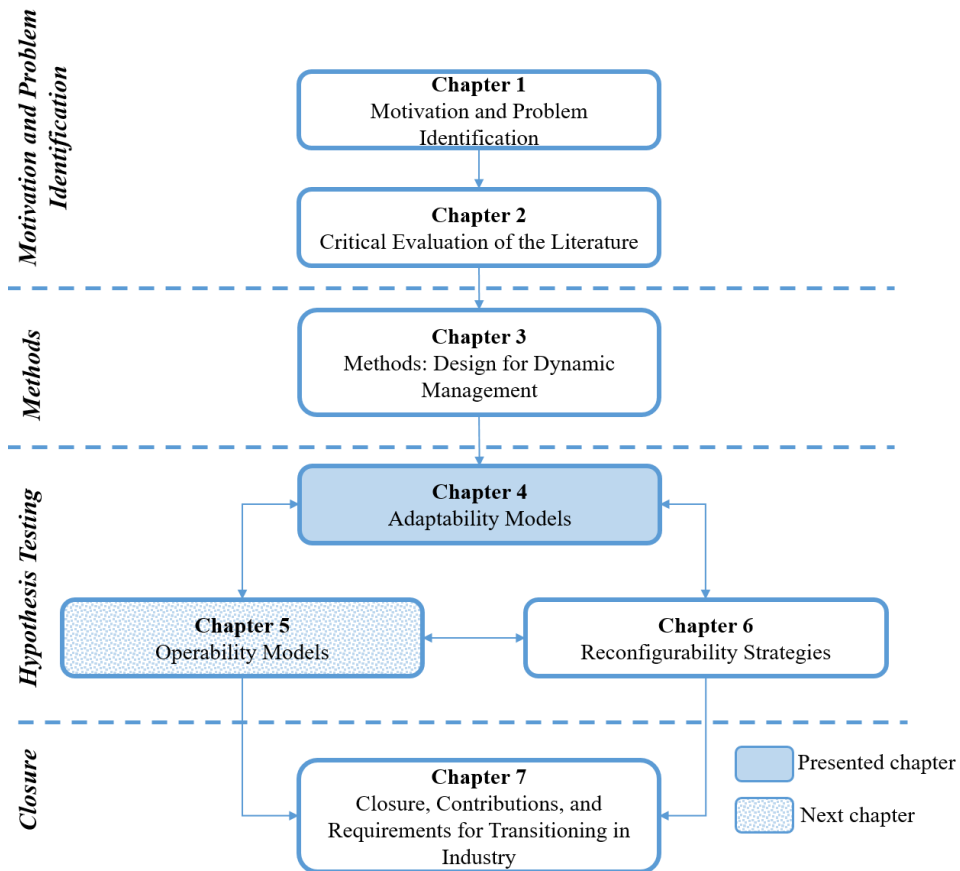 Motivation and Problem
Identification
Chapter 1
Motivation and Problem
Identification
Chapter 2
Critical Evaluation of the Literature
Methods
Chapter 3
Methods: Design for Dynamic
Management
Hypothesis Testing
Chapter 4
Adaptability Models
Chapter 5
Operability Models
Chapter 6
Reconfigurability Strategies
Closure
Chapter 7
Closure, Contributions, and
Requirements for Transitioning in
Industry
Presented chapter
Next chapter